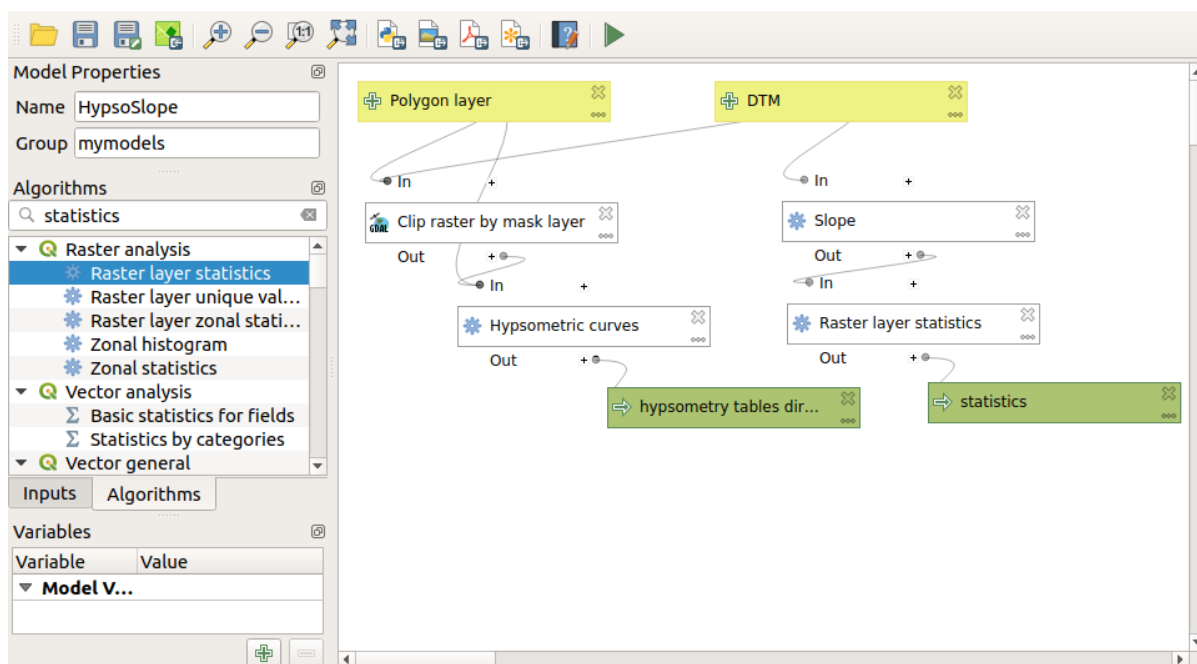 1:1
Model Properties
Name HypsoSlope
Group mymodels
Algorithms
statistics
Raster analysis
Raster layer statistics
Raster layer unique val...
Raster layer zonal stati...
Zonal histogram
Zonal statistics
Vector analysis
Σ Basic statistics for fields
Σ Statistics by categories
Vector general
Inputs Algorithms
Variables
Variable Value
Model V...
Polygon layer
DTM
In
In
GDAL Clip raster by mask layer
Slope
Out
Out
In
In
Hypsometric curves
Raster layer statistics
Out
Out
hypsometry tables dir...
statistics